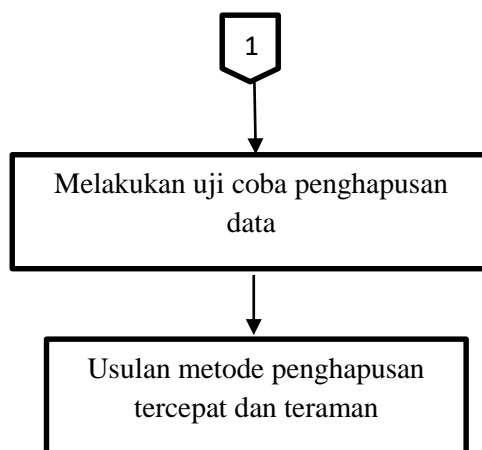 1
Melakukan uji coba penghapusan
data
Usulan metode penghapusan
tercepat dan teraman